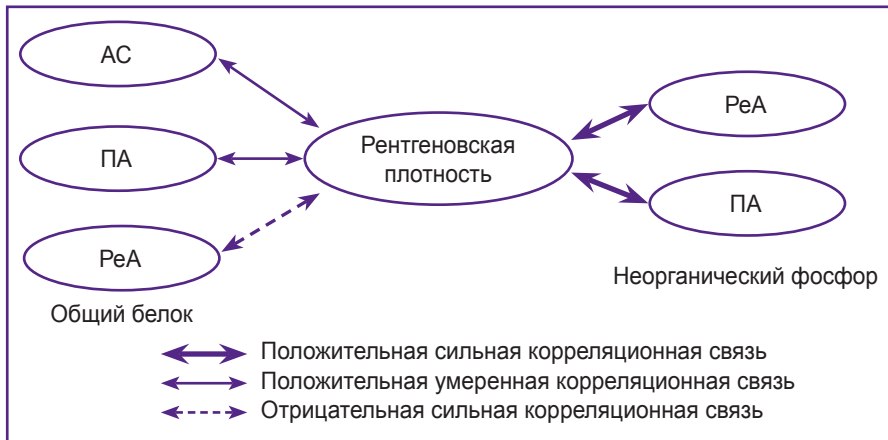 АС
ПА
РеА
Общий белок
Рентгеновская
плотность
РеА
ПА
Неорганический фосфор
Положительная сильная корреляционная связь
Положительная умеренная корреляционная связь
Отрицательная сильная корреляционная связь